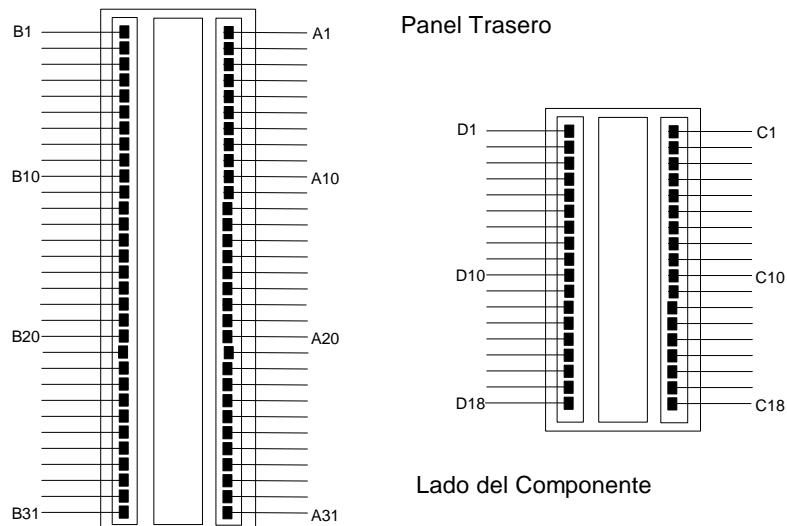 B1
A1
Panel Trasero
D1
C1
B10
A10
D10
C10
B20
A20
D18
C18
Lado del Componente
B31
A31